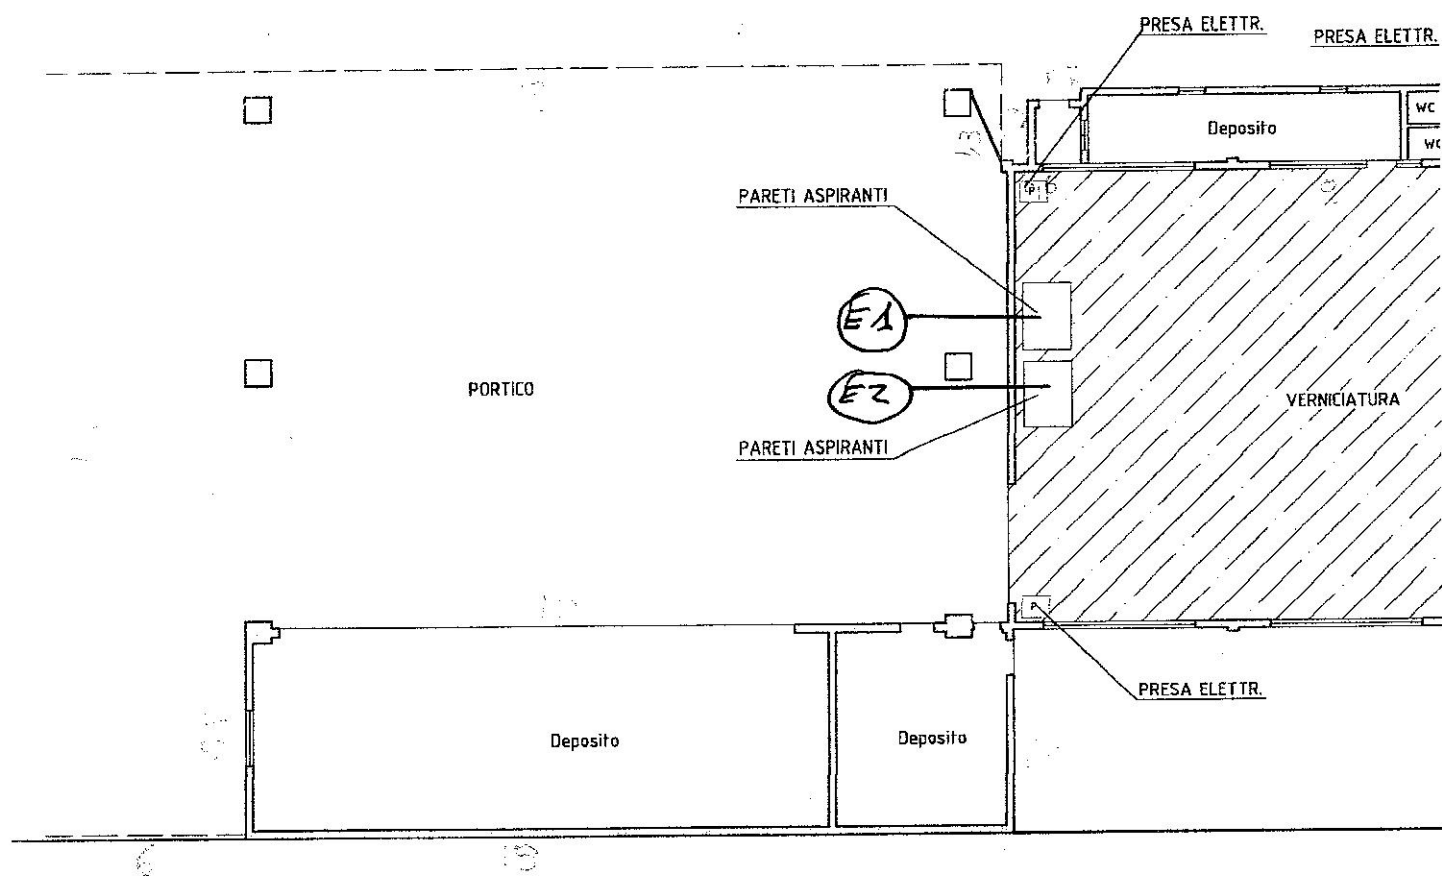 PRESA ELETTR.
PRESA ELETTR.
WC
Deposito
WC
P
PARETI ASPIRANTI
E1
E2
PORTICO
VERNICIATURA
PARETI ASPIRANTI
P
PRESA ELETTR.
Deposito
Deposito